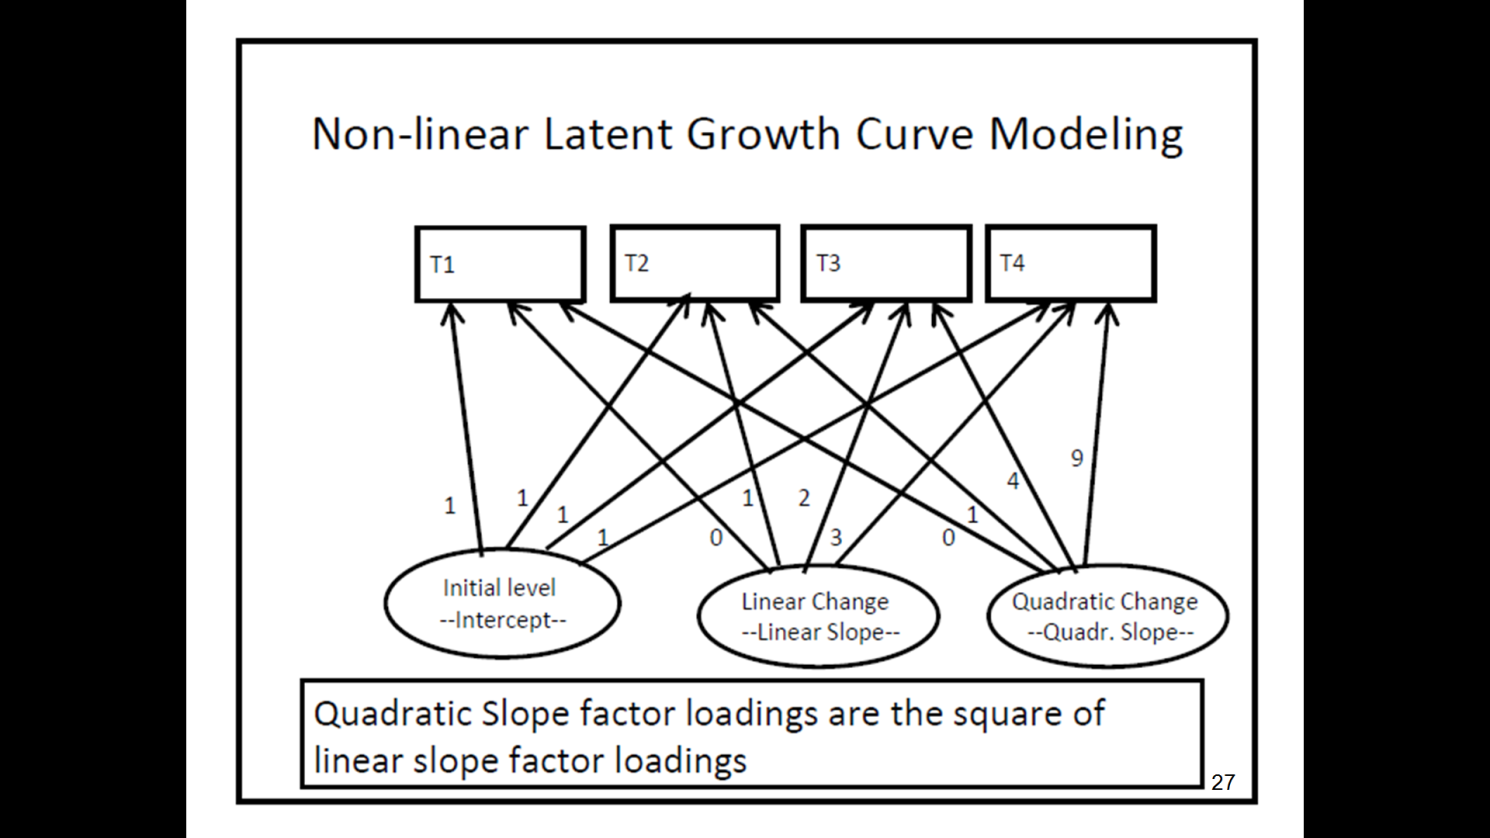 Non-linear Latent Growth Curve Modeling
T1
T2
T3
T4
1
1
1
1
0
1
2
3
0
1
4
9
Initial level
--Intercept--
Linear Change
--Linear Slope--
Quadratic Change
--Quadr. Slope--
Quadratic Slope factor loadings are the square of
linear slope factor loadings
27